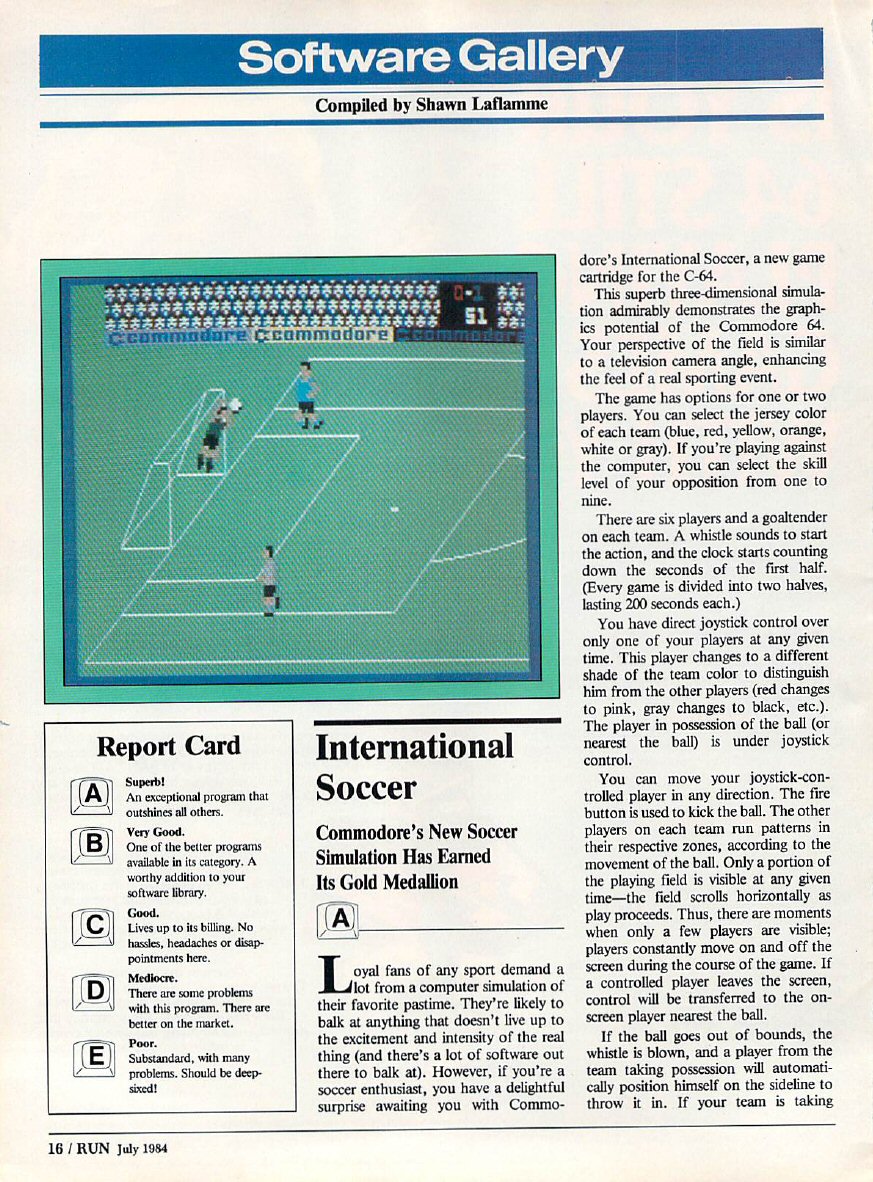 Software Gallery
Compiled by Shawn Laflamme
0-1
51
commodore
commodore
commodore
Report Card
A
Superb!
An exceptional program that
outshines all others.
B
Very Good.
One of the better programs
available in its category. A
worthy addition to your
software library.
C
Good.
Lives up to its billing. No
hassles, headaches or disap-
pointments here.
D
Mediocre.
There are some problems
with this program. There are
better on the market.
E
Poor.
Substandard, with many
problems. Should be deep-
sixed!
International
Soccer
Commodore's New Soccer
Simulation Has Earned
Its Gold Medallion
A
Loyal fans of any sport demand a
lot from a computer simulation of
their favorite pastime. They're likely to
balk at anything that doesn't live up to
the excitement and intensity of the real
thing (and there's a lot of software out
there to balk at). However, if you're a
soccer enthusiast, you have a delightful
surprise awaiting you with Commo-
dore's International Soccer, a new game
cartridge for the C-64.
This superb three-dimensional simula-
tion admirably demonstrates the graph-
ics potential of the Commodore 64.
Your perspective of the field is similar
to a television camera angle, enhancing
the feel of a real sporting event.
The game has options for one or two
players. You can select the jersey color
of each team (blue, red, yellow, orange,
white or gray). If you're playing against
the computer, you can select the skill
level of your opposition from one to
nine.
There are six players and a goaltender
on each team. A whistle sounds to start
the action, and the clock starts counting
down the seconds of the first half.
(Every game is divided into two halves,
lasting 200 seconds each.)
You have direct joystick control over
only one of your players at any given
time. This player changes to a different
shade of the team color to distinguish
him from the other players (red changes
to pink, gray changes to black, etc.).
The player in possession of the ball (or
nearest the ball) is under joystick
control.
You can move your joystick-con-
trolled player in any direction. The fire
button is used to kick the ball. The other
players on each team run patterns in
their respective zones, according to the
movement of the ball. Only a portion of
the playing field is visible at any given
time—the field scrolls horizontally as
play proceeds. Thus, there are moments
when only a few players are visible;
players constantly move on and off the
screen during the course of the game. If
a controlled player leaves the screen,
control will be transferred to the on-
screen player nearest the ball.
If the ball goes out of bounds, the
whistle is blown, and a player from the
team taking possession will automati-
cally position himself on the sideline to
throw it in. If your team is taking
16 / RUN July 1984